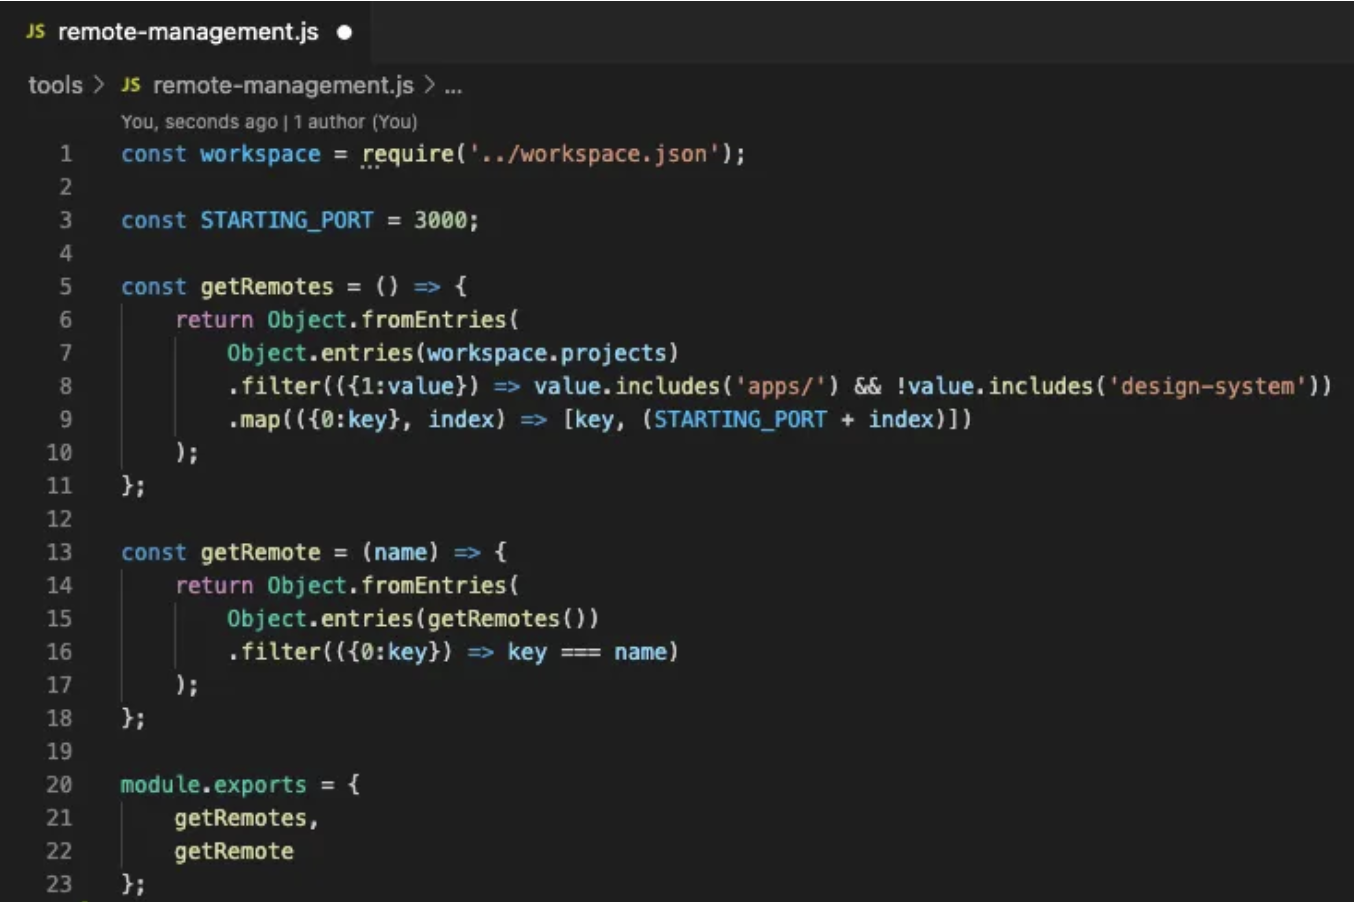 JS remote-management.js ●
tools > JS remote-management.js > ...
You, seconds ago | 1 author (You)
1 const workspace = require('../workspace.json');
2
3 const STARTING_PORT = 3000;
4
5 const getRemotes = () => {
6     return Object.fromEntries(
7         Object.entries(workspace.projects)
8         .filter(({1:value}) => value.includes('apps/') && !value.includes('design-system'))
9         .map(({0:key}, index) => [key, (STARTING_PORT + index)])
10     );
11 };
12
13 const getRemote = (name) => {
14     return Object.fromEntries(
15         Object.entries(getRemotes())
16         .filter(({0:key}) => key === name)
17     );
18 };
19
20 module.exports = {
21     getRemotes,
22     getRemote
23 };